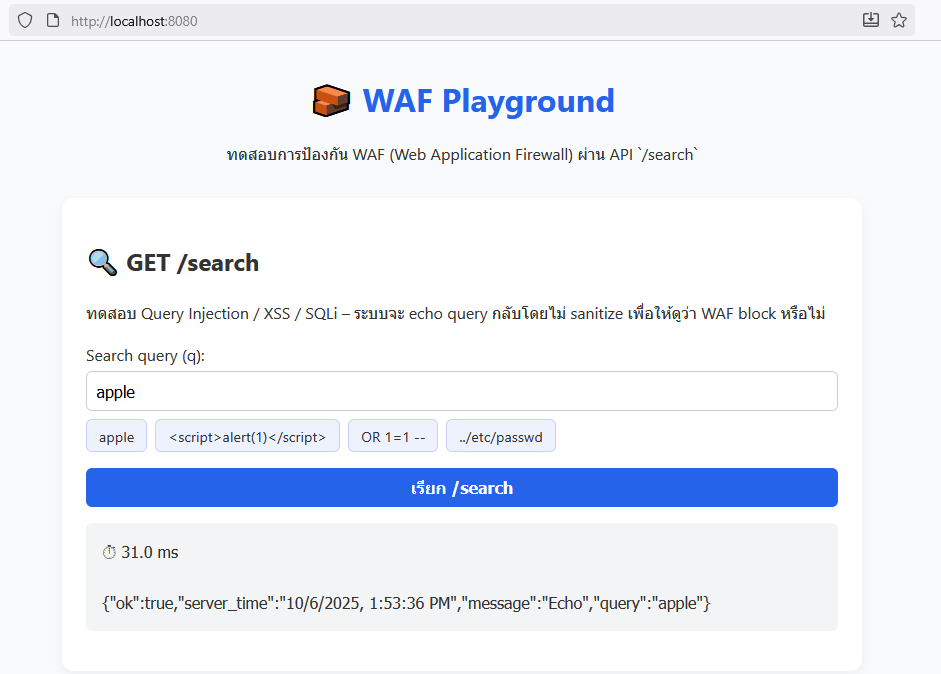 http://localhost:8080
WAF Playground
ทดสอบการป้องกัน WAF (Web Application Firewall) ผ่าน API `/search`
GET /search
ทดสอบ Query Injection / XSS / SQLi – ระบบจะ echo query กลับโดยไม่ sanitize เพื่อให้ดูว่า WAF block หรือไม่
Search query (q):
apple
apple <script>alert(1)</script> OR 1=1 -- ../etc/passwd
เรียก /search
31.0 ms
{"ok":true,"server_time":"10/6/2025, 1:53:36 PM","message":"Echo","query":"apple"}